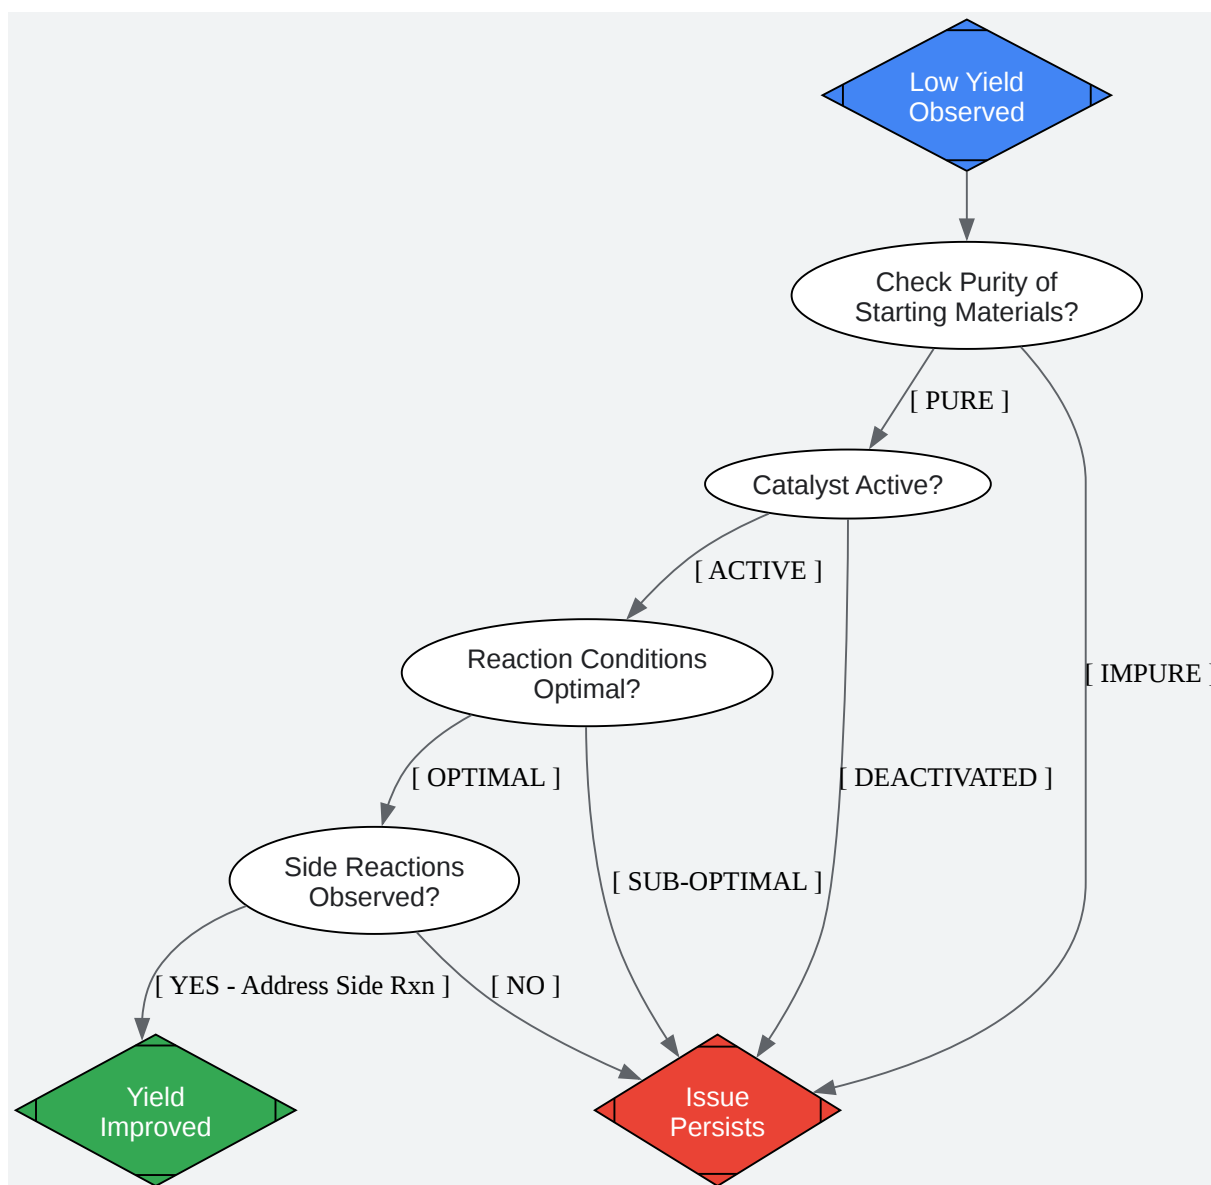 Low Yield
Observed
Check Purity of
Starting Materials?
[ PURE ]
Catalyst Active?
[ ACTIVE ]
Reaction Conditions
Optimal?
[ IMPURE ]
[ OPTIMAL ]
[ DEACTIVATED ]
Side Reactions
Observed?
[ SUB-OPTIMAL ]
[ YES - Address Side Rxn ]
[ NO ]
Yield
Improved
Issue
Persists